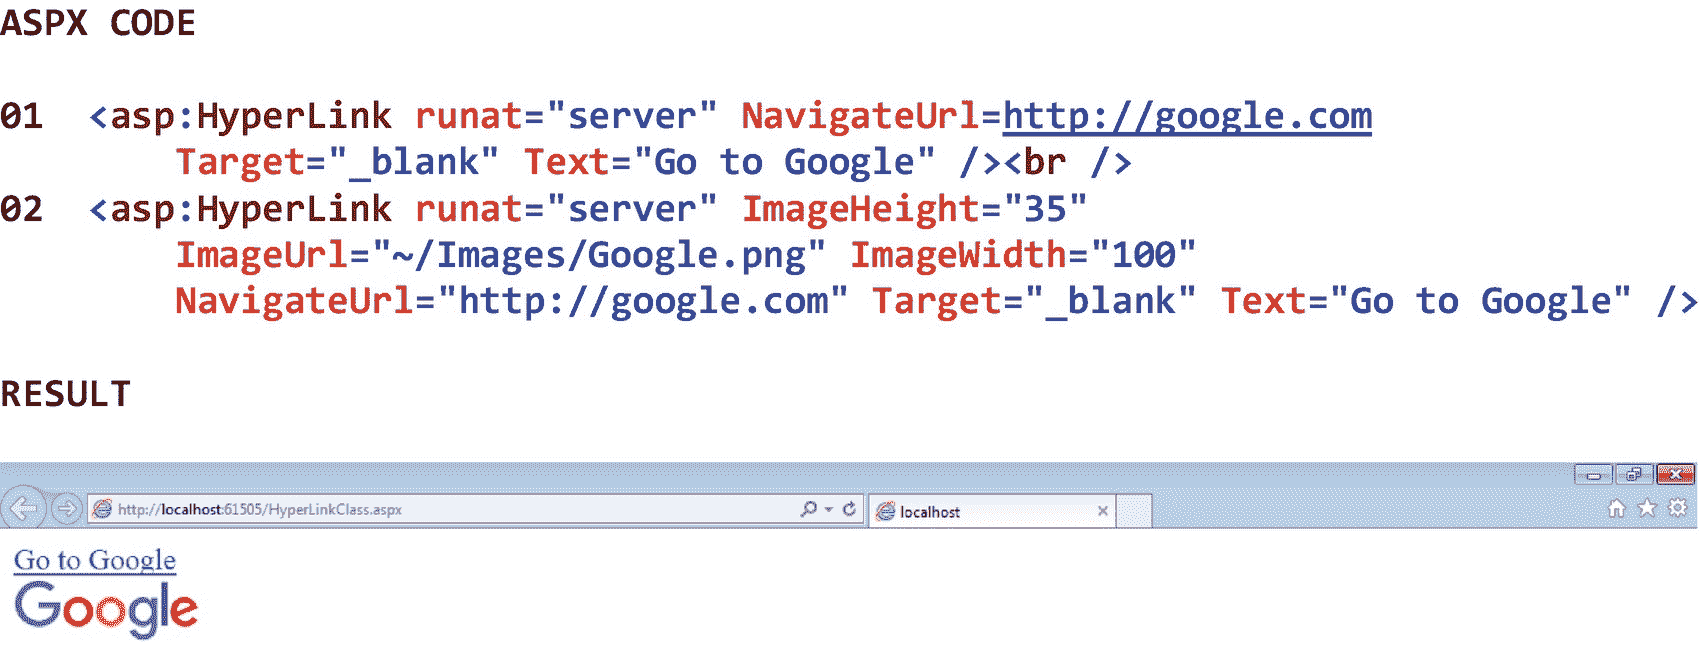 ASPX CODE
01 <asp:HyperLink runat="server" NavigateUrl=http://google.com
Target="_blank" Text="Go to Google" /><br />
02 <asp:HyperLink runat="server" ImageHeight="35"
ImageUrl="~/Images/Google.png" ImageWidth="100"
NavigateUrl="http://google.com" Target="_blank" Text="Go to Google" />
RESULT
http://localhost:61505/HyperLinkClass.aspx
localhost
Go to Google
Google